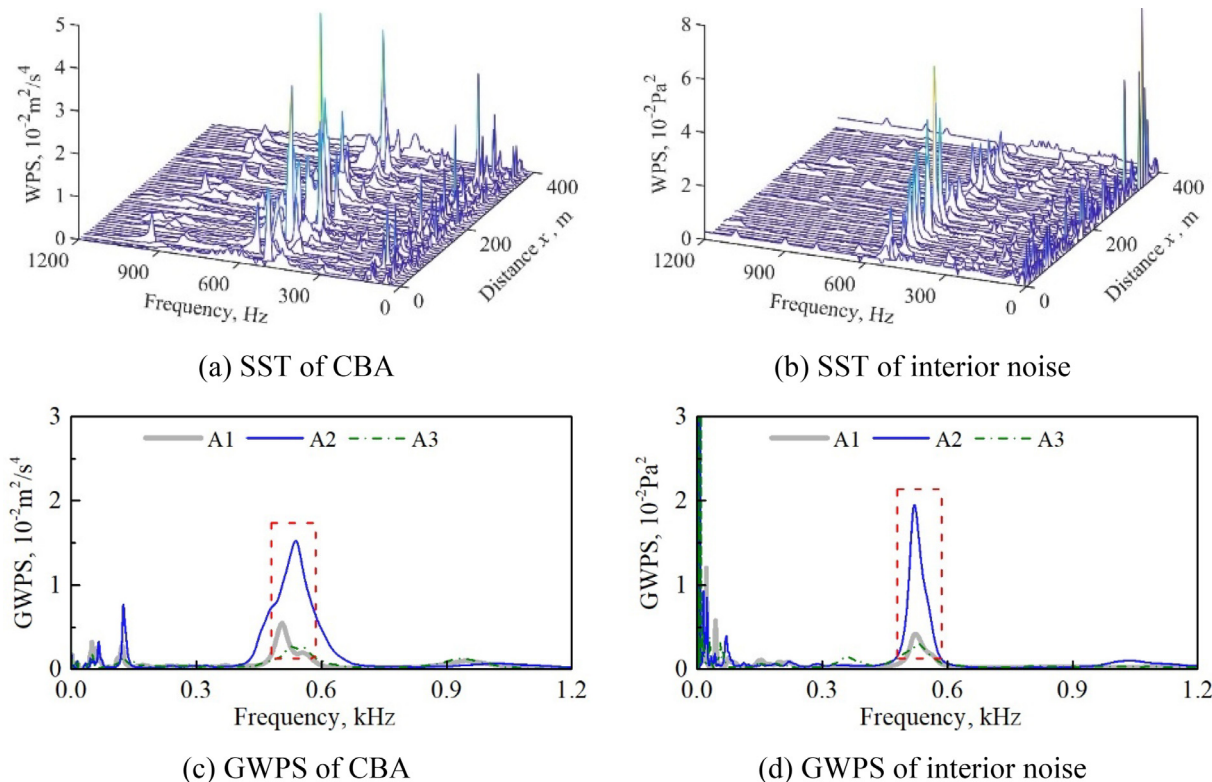 5
4
3
2
1
0
WPS, 10⁻²m²/s⁴
1200
900
600
300
0
Frequency, Hz
0
200
400
Distance x , m
(a) SST of CBA
8
6
4
2
0
WPS, 10⁻²Pa²
1200
900
600
300
0
Frequency, Hz
0
200
400
Distance x , m
(b) SST of interior noise
3
2
1
0
GWPS, 10⁻²m²/s⁴
A1 A2 A3
0.0 0.3 0.6 0.9 1.2
Frequency, kHz
(c) GWPS of CBA
3
2
1
0
GWPS, 10⁻²Pa²
A1 A2 A3
0.0 0.3 0.6 0.9 1.2
Frequency, kHz
(d) GWPS of interior noise